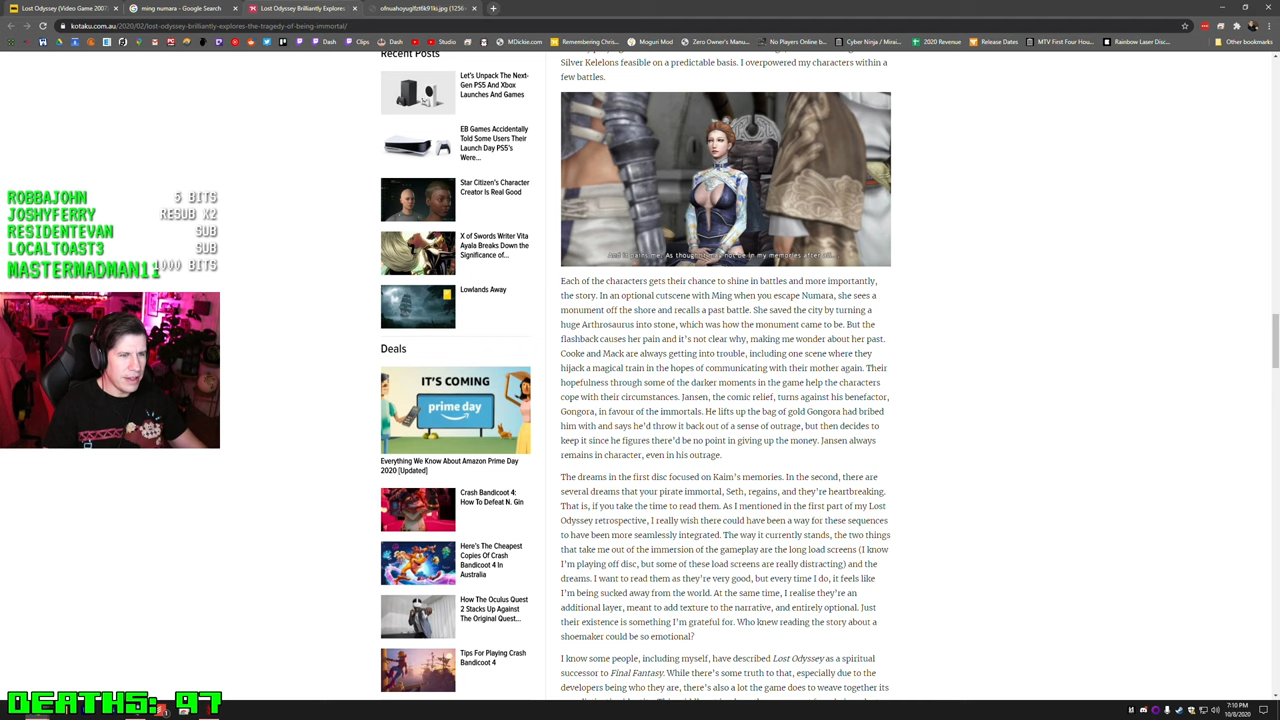 Lost Odyssey (Video Game 2007)
ming numara - Google Search
Lost Odyssey Brilliantly Explores
ofnuahoyuglfzt6k91kj.jpg (1256×
kotaku.com.au/2020/02/lost-odyssey-brilliantly-explores-the-tragedy-of-being-immortal/
Dash
Clips
Dash
Studio
MDickie.com
Remembering Chris...
Moguri Mod
Zero Owner's Manu...
No Players Online b...
Cyber Ninja / Mirai...
2020 Revenue
Release Dates
MTV First Four Hou...
Rainbow Laser Disc...
Other bookmarks
Recent Posts
Let's Unpack The Next-
Gen PS5 And Xbox
Launches And Games
EB Games Accidentally
Told Some Users Their
Launch Day PS5's
Were...
Star Citizen's Character
Creator Is Real Good
X of Swords Writer Vita
Ayala Breaks Down the
Significance of...
Lowlands Away
Deals
IT'S COMING
prime day
Everything We Know About Amazon Prime Day
2020 [Updated]
Crash Bandicoot 4:
How To Defeat N. Gin
Here's The Cheapest
Copies Of Crash
Bandicoot 4 In
Australia
How The Oculus Quest
2 Stacks Up Against
The Original Quest...
Tips For Playing Crash
Bandicoot 4
Silver Kelelons feasible on a predictable basis. I overpowered my characters within a
few battles.
And it pains me. As though
not be in my memories after all...
Each of the characters gets their chance to shine in battles and more importantly,
the story. In an optional cutscene with Ming when you escape Numara, she sees a
monument off the shore and recalls a past battle. She saved the city by turning a
huge Arthrosaurus into stone, which was how the monument came to be. But the
flashback causes her pain and it's not clear why, making me wonder about her past.
Cooke and Mack are always getting into trouble, including one scene where they
hijack a magical train in the hopes of communicating with their mother again. Their
hopefulness through some of the darker moments in the game help the characters
cope with their circumstances. Jansen, the comic relief, turns against his benefactor,
Gongora, in favour of the immortals. He lifts up the bag of gold Gongora had bribed
him with and says he'd throw it back out of a sense of outrage, but then decides to
keep it since he figures there'd be no point in giving up the money. Jansen always
remains in character, even in his outrage.
The dreams in the first disc focused on Kaim's memories. In the second, there are
several dreams that your pirate immortal, Seth, regains, and they're heartbreaking.
That is, if you take the time to read them. As I mentioned in the first part of my Lost
Odyssey retrospective, I really wish there could have been a way for these sequences
to have been more seamlessly integrated. The way it currently stands, the two things
that take me out of the immersion of the gameplay are the long load screens (I know
I'm playing off disc, but some of these load screens are really distracting) and the
dreams. I want to read them as they're very good, but every time I do, it feels like
I'm being sucked away from the world. At the same time, I realise they're an
additional layer, meant to add texture to the narrative, and entirely optional. Just
their existence is something I'm grateful for. Who knew reading the story about a
shoemaker could be so emotional?
I know some people, including myself, have described Lost Odyssey as a spiritual
successor to Final Fantasy. While there's some truth to that, especially due to the
developers being who they are, there's also a lot the game does to weave together its
ROBBAJOHN 5 BITS
JOSHYFERRY RESUB X2
RESIDENTEVAN SUB
LOCALTOAST3 SUB
MASTERMADMAN11 1000 BITS
DEATHS: 97
7:10 PM
10/8/2020